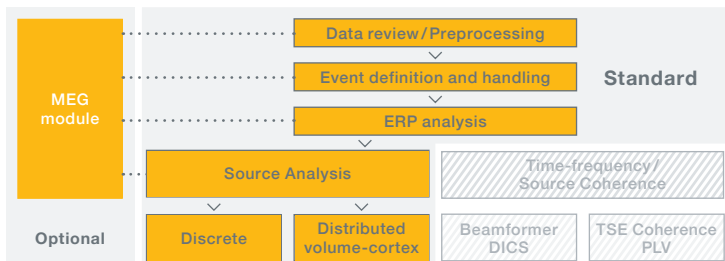 Data review/Preprocessing
Event definition and handling
Standard
MEG
module
ERP analysis
Source Analysis
Time-frequency/
Source Coherence
Optional
Discrete
Distributed
volume-cortex
Beamformer
DICS
TSE Coherence
PLV